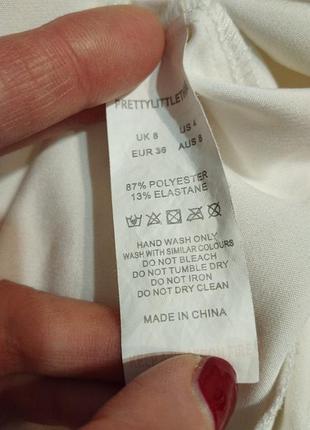 UK 8 US 4
EUR 36 AUS 8
87% POLYESTER
13% ELASTANE
HAND WASH ONLY
WASH WITH SIMILAR COLOURS
DO NOT BLEACH
DO NOT TUMBLE DRY
DO NOT IRON
DO NOT DRY CLEAN
MADE IN CHINA